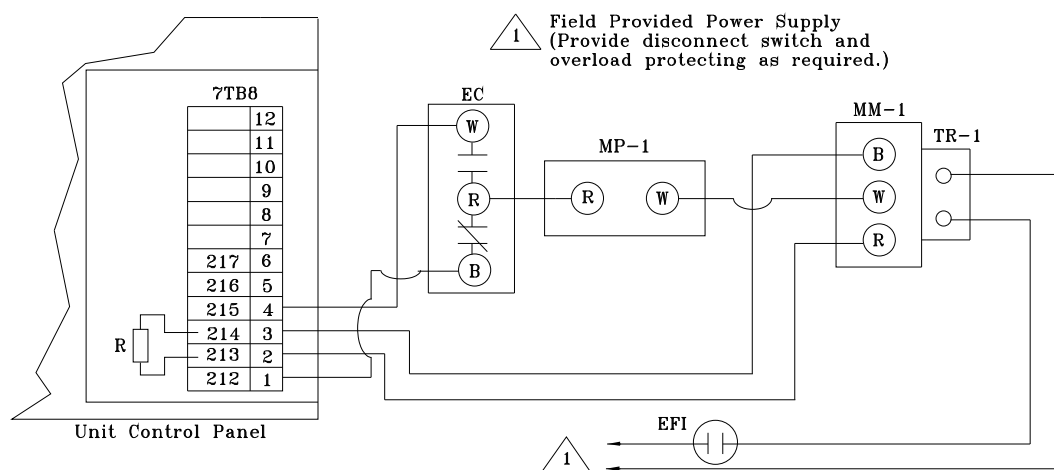 1
Field Provided Power Supply
(Provide disconnect switch and
overload protecting as required.)
7TB8
12
11
10
9
8
7
217 6
216 5
215 4
214 3
213 2
212 1
R
Unit Control Panel
EC
W
R
B
MP-1
R W
MM-1
B
W
R
TR-1
EFI
1